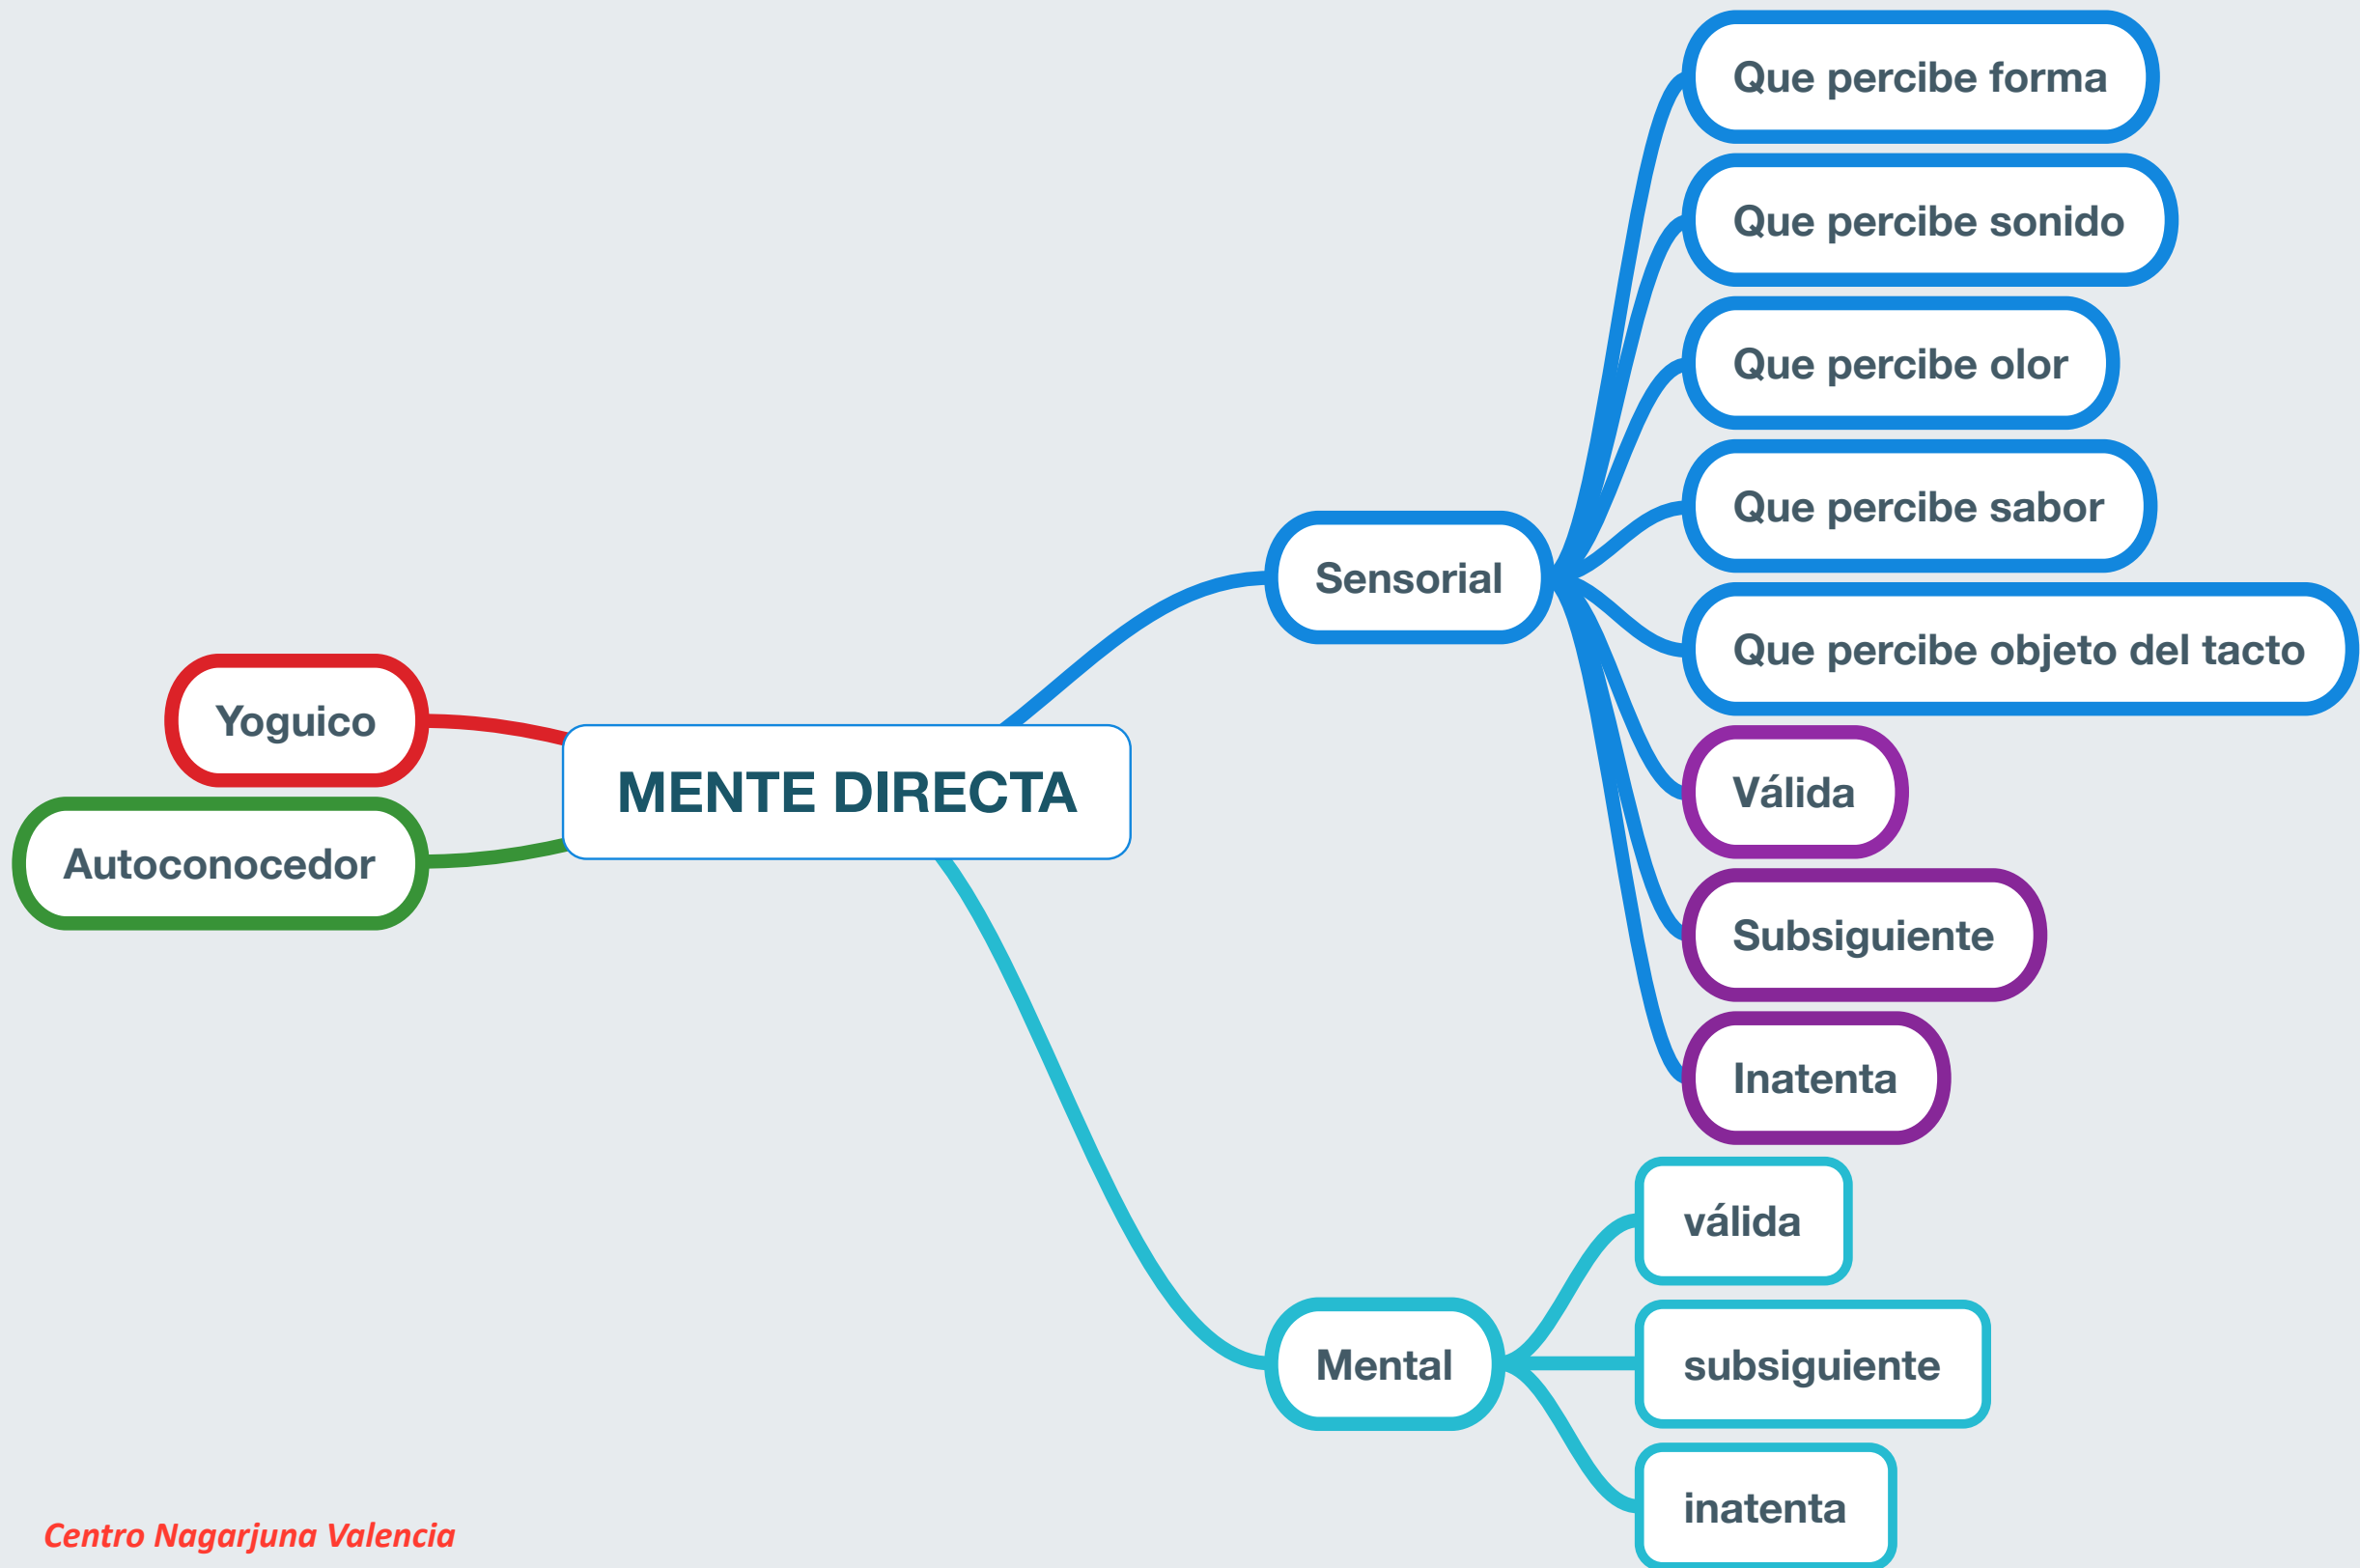 Que percibe forma
Que percibe sonido
Que percibe olor
Que percibe sabor
Sensorial
Que percibe objeto del tacto
Yoguico
Válida
MENTE DIRECTA
Autoconocedor
Subsiguiente
Inatenta
válida
Mental
subsiguiente
inatenta
Centro Nagarjuna Valencia